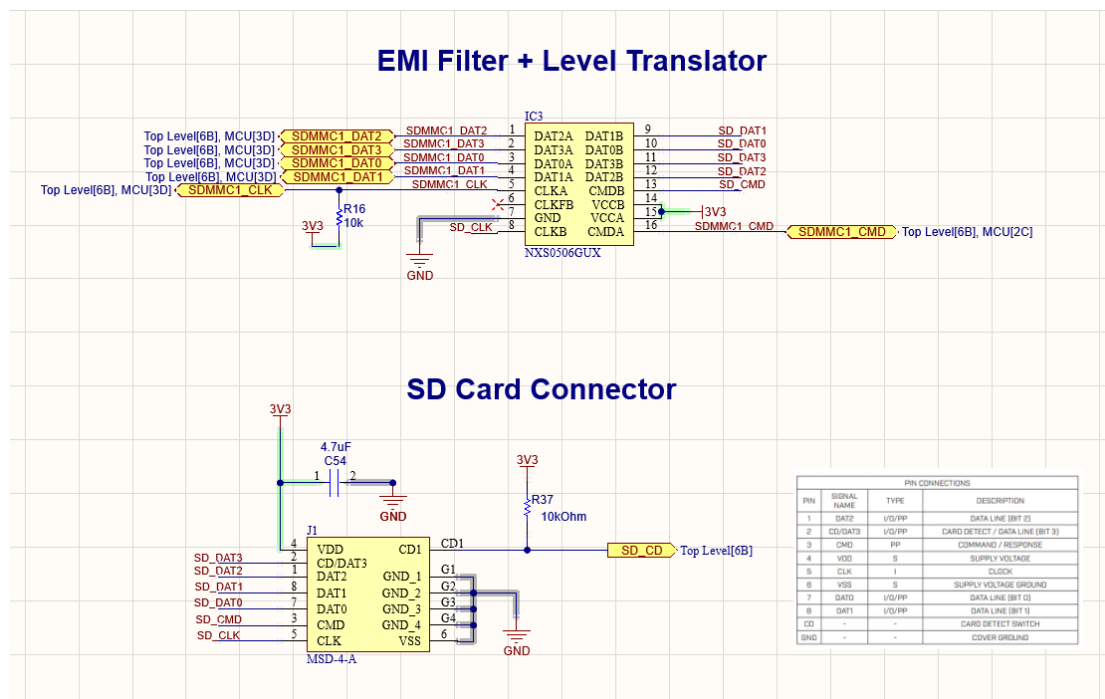 EMI Filter + Level Translator
IC3
Top Level[6B], MCU[3D] SDMMC1_DAT2 SDMMC1_DAT2 1 DAT2A DAT1B 9 SD_DAT1
Top Level[6B], MCU[3D] SDMMC1_DAT3 SDMMC1_DAT3 2 DAT3A DAT0B 10 SD_DAT0
Top Level[6B], MCU[3D] SDMMC1_DAT0 SDMMC1_DAT0 3 DAT0A DAT3B 11 SD_DAT3
Top Level[6B], MCU[3D] SDMMC1_DAT1 SDMMC1_DAT1 4 DAT1A DAT2B 12 SD_DAT2
Top Level[6B], MCU[3D] SDMMC1_CLK SDMMC1_CLK 5 CLKA CMDB 13 SD_CMD
6 CLKFB VCCB 14
R16 7 GND VCCA 15 3V3
10k
3V3 SD_CLK 8 CLKB CMDA 16 SDMMC1_CMD SDMMC1_CMD Top Level[6B], MCU[2C]
NXS0506GUX
GND
SD Card Connector
3V3
4.7uF
C54
1 2
GND
3V3
R37
10kOhm
J1
4 VDD CD1 CD1 SD_CD Top Level[6B]
SD_DAT3 2 CD/DAT3
SD_DAT2 1 DAT2 GND_1 G1
SD_DAT1 8 DAT1 GND_2 G2
SD_DAT0 7 DAT0 GND_3 G3
SD_CMD 3 CMD GND_4 G4
SD_CLK 5 CLK VSS 6
MSD-4-A
GND
PIN CONNECTIONS
PIN SIGNAL NAME TYPE DESCRIPTION
1 DAT2 I/O/PP DATA LINE [BIT 2]
2 CD/DAT3 I/O/PP CARD DETECT / DATA LINE [BIT 3]
3 CMD PP COMMAND / RESPONSE
4 VDD S SUPPLY VOLTAGE
5 CLK I CLOCK
6 VSS S SUPPLY VOLTAGE GROUND
7 DAT0 I/O/PP DATA LINE [BIT 0]
8 DAT1 I/O/PP DATA LINE [BIT 1]
CD - - CARD DETECT SWITCH
GND - - COVER GROUND